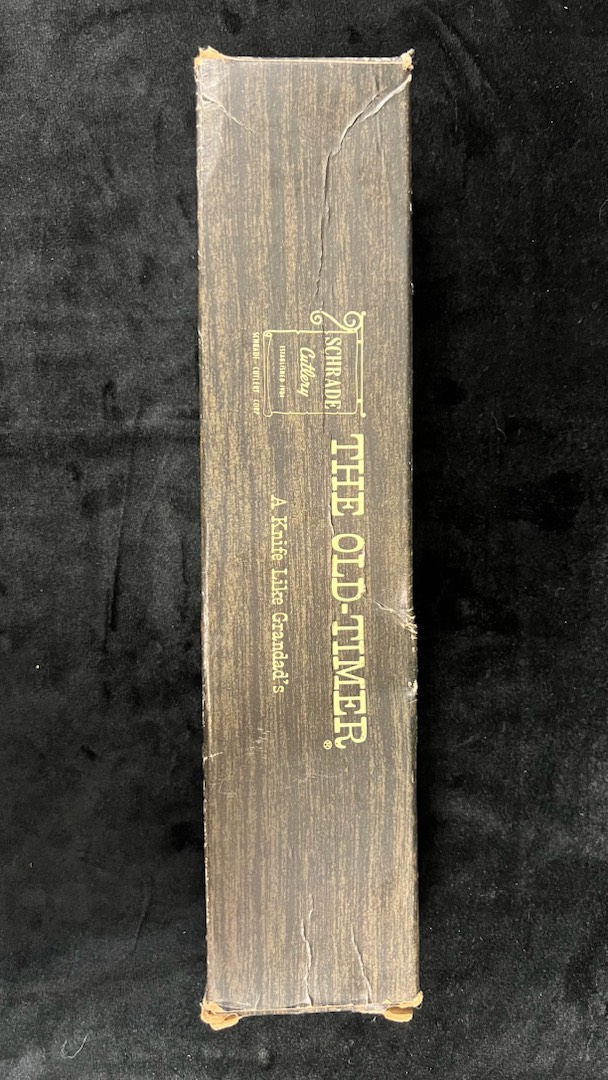 SCHRADE
Cutlery
ESTABLISHED 1904
SCHRADE CUTLERY CORP
THE OLD-TIMER®
A Knife Like Grandad's